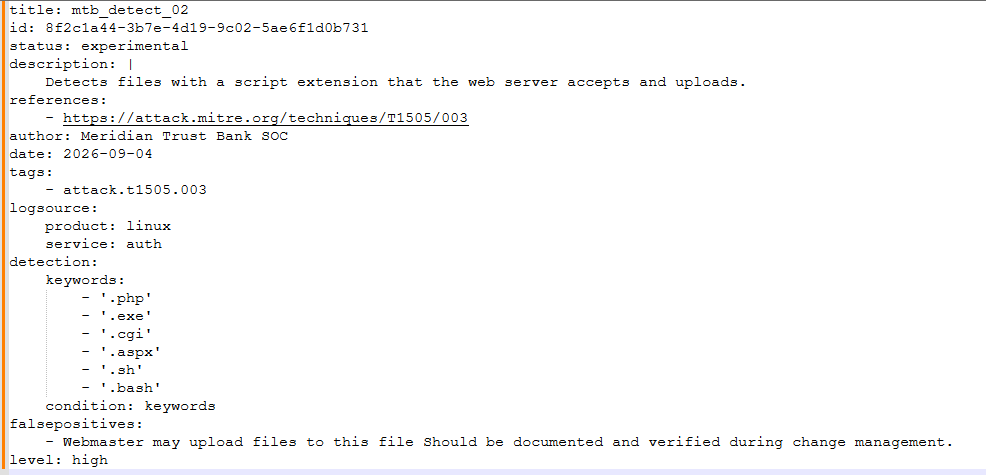 title: mtb_detect_02
id: 8f2c1a44-3b7e-4d19-9c02-5ae6f1d0b731
status: experimental
description: |
    Detects files with a script extension that the web server accepts and uploads.
references:
    - https://attack.mitre.org/techniques/T1505/003
author: Meridian Trust Bank SOC
date: 2026-09-04
tags:
    - attack.t1505.003
logsource:
    product: linux
    service: auth
detection:
    keywords:
        - '.php'
        - '.exe'
        - '.cgi'
        - '.aspx'
        - '.sh'
        - '.bash'
    condition: keywords
falsepositives:
    - Webmaster may upload files to this file Should be documented and verified during change management.
level: high